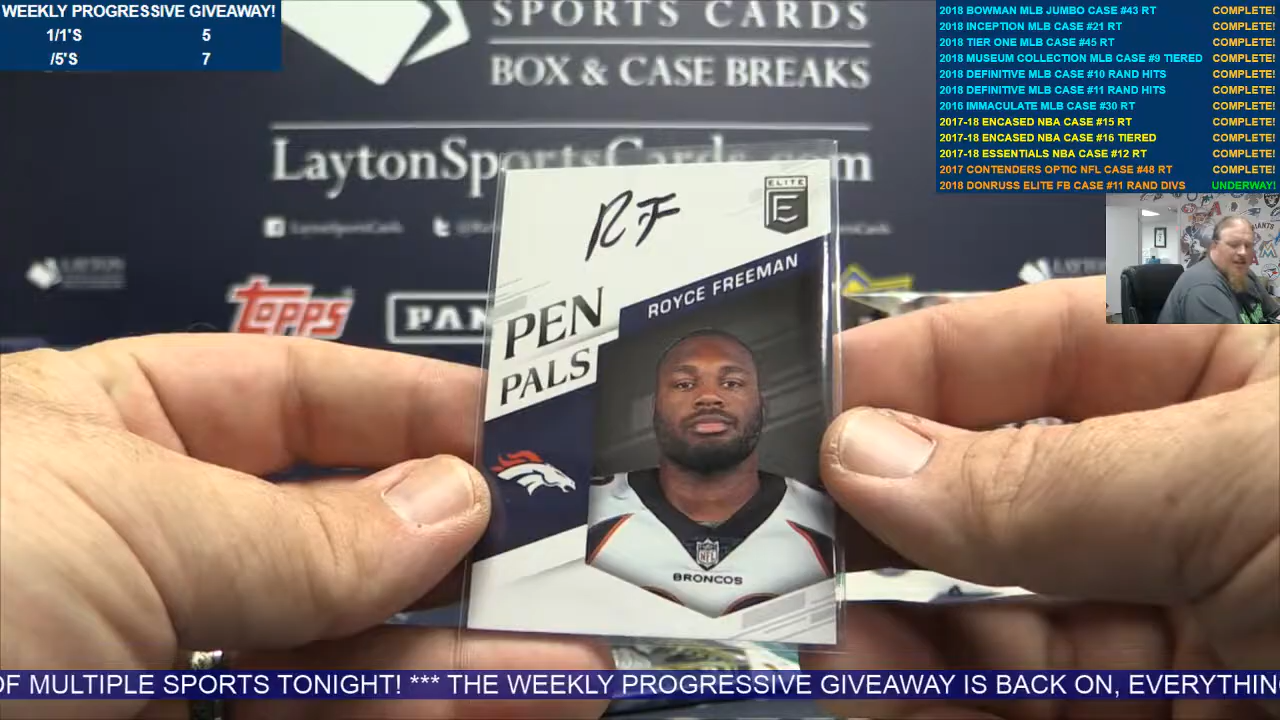 WEEKLY PROGRESSIVE GIVEAWAY!
1/1'S 5
/5'S 7
SPORTS CARDS
BOX & CASE BREAKS
LaytonSportsCards.com
LaytonSportsCards
LAYTON
TOPPS
PAN
2018 BOWMAN MLB JUMBO CASE #43 RT COMPLETE!
2018 INCEPTION MLB CASE #21 RT COMPLETE!
2018 TIER ONE MLB CASE #45 RT COMPLETE!
2018 MUSEUM COLLECTION MLB CASE #9 TIERED COMPLETE!
2018 DEFINITIVE MLB CASE #10 RAND HITS COMPLETE!
2018 DEFINITIVE MLB CASE #11 RAND HITS COMPLETE!
2016 IMMACULATE MLB CASE #30 RT COMPLETE!
2017-18 ENCASED NBA CASE #15 RT COMPLETE!
2017-18 ENCASED NBA CASE #16 TIERED COMPLETE!
2017-18 ESSENTIALS NBA CASE #12 RT COMPLETE!
2017 CONTENDERS OPTIC NFL CASE #48 RT COMPLETE!
2018 DONRUSS ELITE FB CASE #11 RAND DIVS UNDERWAY!
ELITE
E
RF
ROYCE FREEMAN
PEN
PALS
NFL
BRONCOS
OF MULTIPLE SPORTS TONIGHT! *** THE WEEKLY PROGRESSIVE GIVEAWAY IS BACK ON, EVERYTHING